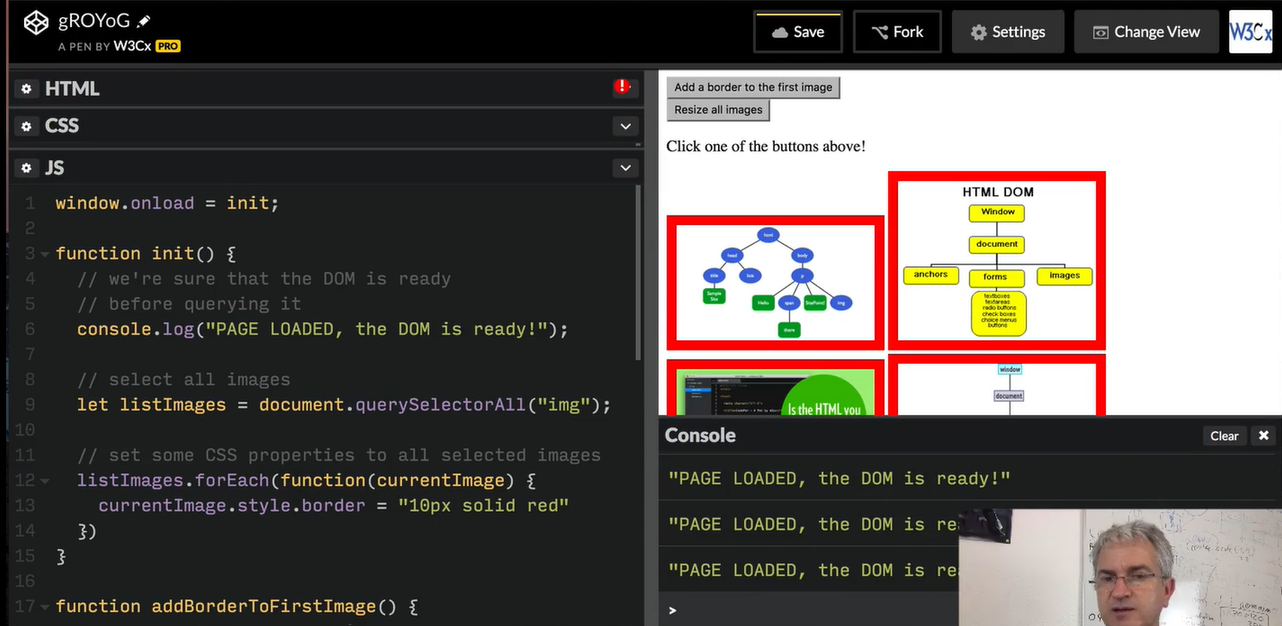 gROYoG
A PEN BY W3Cx PRO
Save
Fork
Settings
Change View
W3Cx
HTML
CSS
JS
1 window.onload = init;
2
3 function init() {
4 // we're sure that the DOM is ready
5 // before querying it
6 console.log("PAGE LOADED, the DOM is ready!");
7
8 // select all images
9 let listImages = document.querySelectorAll("img");
10
11 // set some CSS properties to all selected images
12 listImages.forEach(function(currentImage) {
13 currentImage.style.border = "10px solid red"
14 })
15 }
16
17 function addBorderToFirstImage() {
Add a border to the first image
Resize all images
Click one of the buttons above!
html
head
body
title
link
p
Sample Site
Hello
span
SitePoint!
img
there
HTML DOM
Window
document
anchors
forms
images
textboxes
textareas
radio buttons
check boxes
choice menus
buttons
Is the HTML you
window
document
Console
Clear
"PAGE LOADED, the DOM is ready!"
"PAGE LOADED, the DOM is re
"PAGE LOADED, the DOM is re
>